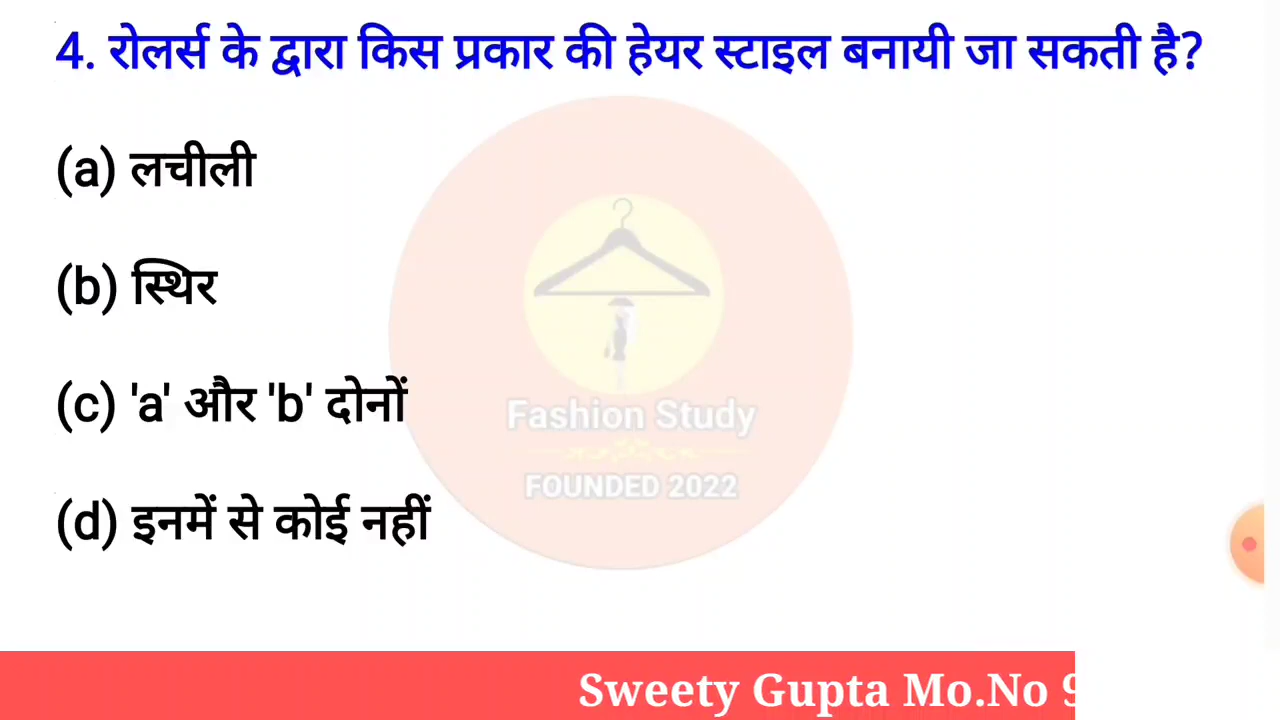 4. रोलर्स के द्वारा किस प्रकार की हेयर स्टाइल बनायी जा सकती है?
(a) लचीली
(b) स्थिर
(c) 'a' और 'b' दोनों
(d) इनमें से कोई नहीं
Fashion Study
FOUNDED 2022
Sweety Gupta Mo.No 9